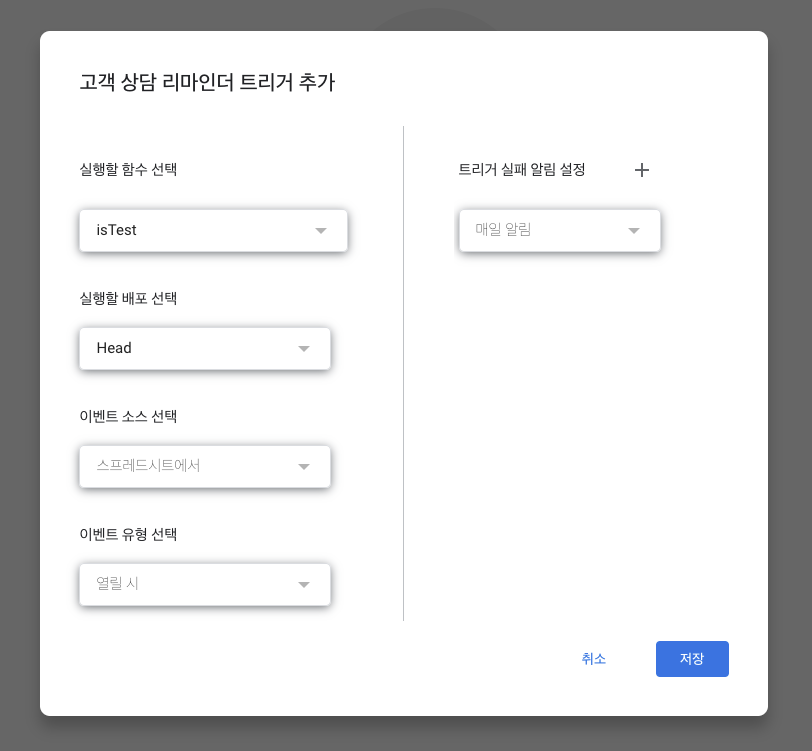 고객 상담 리마인더 트리거 추가
실행할 함수 선택
isTest
실행할 배포 선택
Head
이벤트 소스 선택
스프레드시트에서
이벤트 유형 선택
열릴 시
트리거 실패 알림 설정
매일 알림
취소
저장